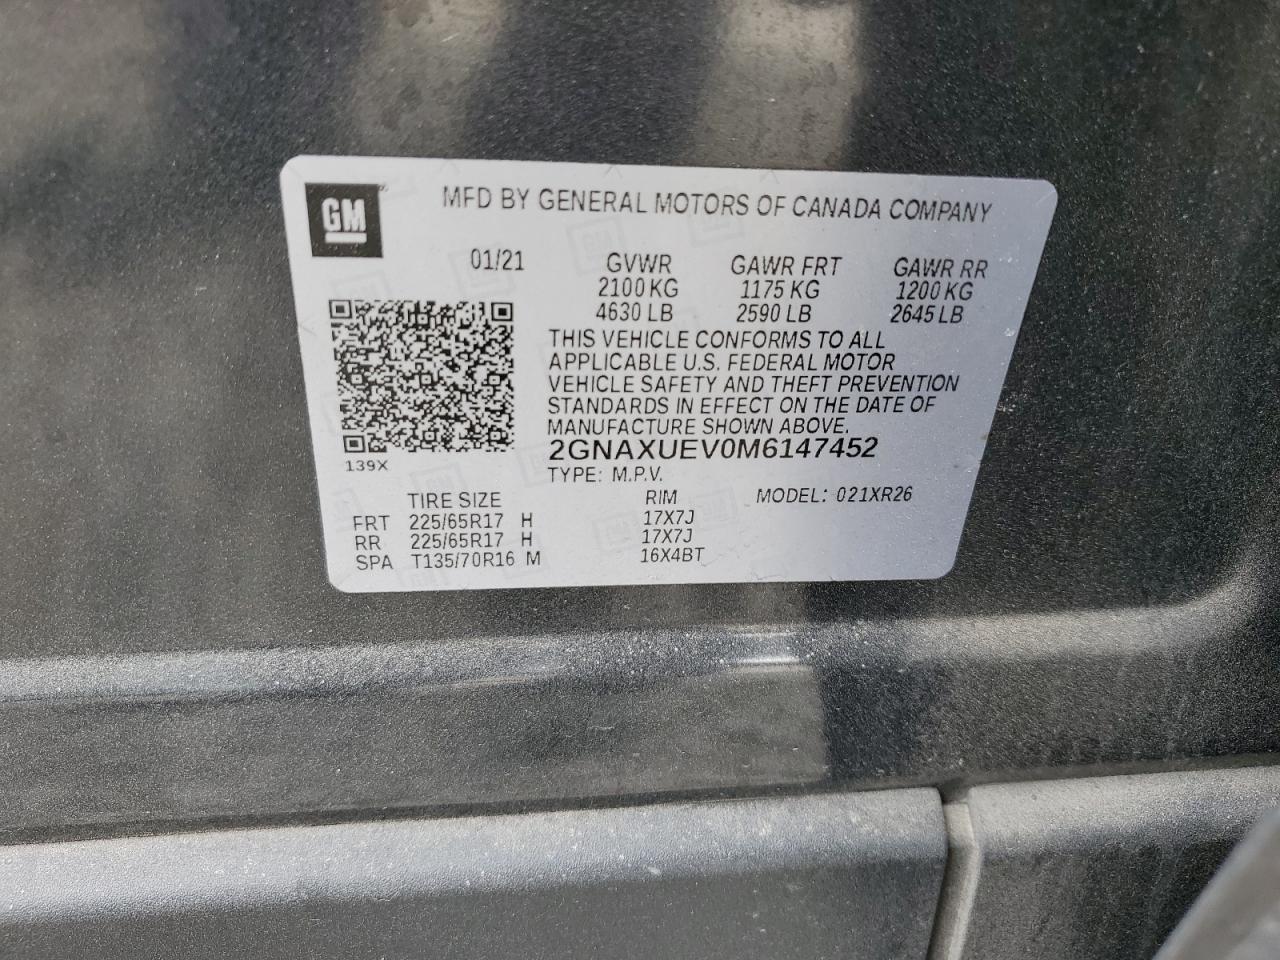 GM
MFD BY GENERAL MOTORS OF CANADA COMPANY
01/21 GVWR GAWR FRT GAWR RR
2100 KG 1175 KG 1200 KG
4630 LB 2590 LB 2645 LB
THIS VEHICLE CONFORMS TO ALL
APPLICABLE U.S. FEDERAL MOTOR
VEHICLE SAFETY AND THEFT PREVENTION
STANDARDS IN EFFECT ON THE DATE OF
MANUFACTURE SHOWN ABOVE.
2GNAXUEV0M6147452
139X
TYPE: M.P.V.
TIRE SIZE RIM MODEL: 021XR26
FRT 225/65R17 H 17X7J
RR 225/65R17 H 17X7J
SPA T135/70R16 M 16X4BT